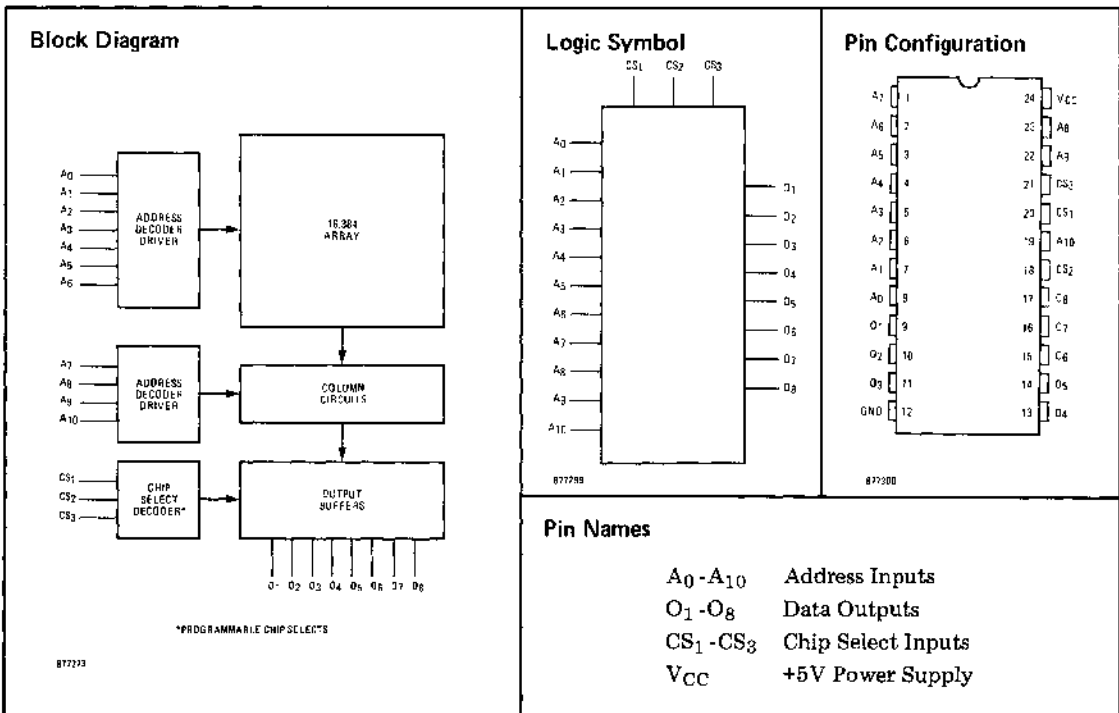 Block Diagram
A0
A1
A2
A3
A4
A5
A6
ADDRESS
DECODER
DRIVER
16,384
ARRAY
A7
A8
A9
A10
ADDRESS
DECODER
DRIVER
COLUMN
CIRCUITS
CS1
CS2
CS3
CHIP
SELECT
DECODER*
OUTPUT
BUFFERS
O1 O2 O3 O4 O5 O6 O7 O8
*PROGRAMMABLE CHIP SELECTS
877273
Logic Symbol
CS1 CS2 CS3
A0
A1
A2
A3
A4
A5
A6
A7
A8
A9
A10
O1
O2
O3
O4
O5
O6
O7
O8
877299
Pin Configuration
A7 1 24 VCC
A6 2 23 A8
A5 3 22 A9
A4 4 21 CS3
A3 5 20 CS1
A2 6 19 A10
A1 7 18 CS2
A0 8 17 O8
O1 9 16 O7
O2 10 15 O6
O3 11 14 O5
GND 12 13 O4
877300
Pin Names
A0-A10 Address Inputs
O1-O8 Data Outputs
CS1-CS3 Chip Select Inputs
VCC +5V Power Supply